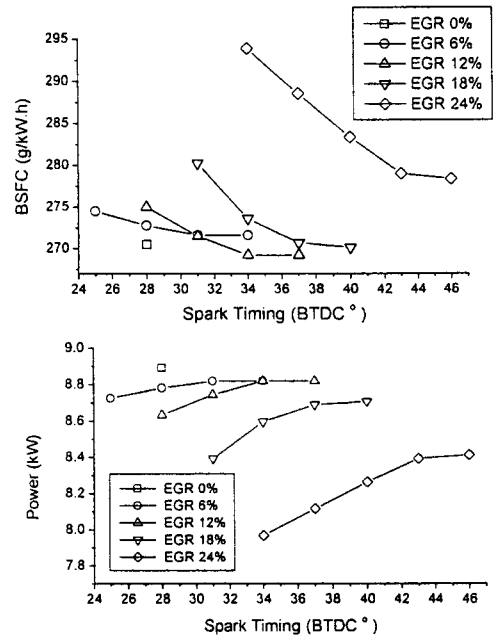 EGR 0%
EGR 6%
EGR 12%
EGR 18%
EGR 24%
295
290
285
280
275
270
BSFC (g/kW.h)
24 26 28 30 32 34 36 38 40 42 44 46
Spark Timing (BTDC °)
9.0
8.8
8.6
8.4
8.2
8.0
7.8
Power (kW)
EGR 0%
EGR 6%
EGR 12%
EGR 18%
EGR 24%
24 26 28 30 32 34 36 38 40 42 44 46
Spark Timing (BTDC °)